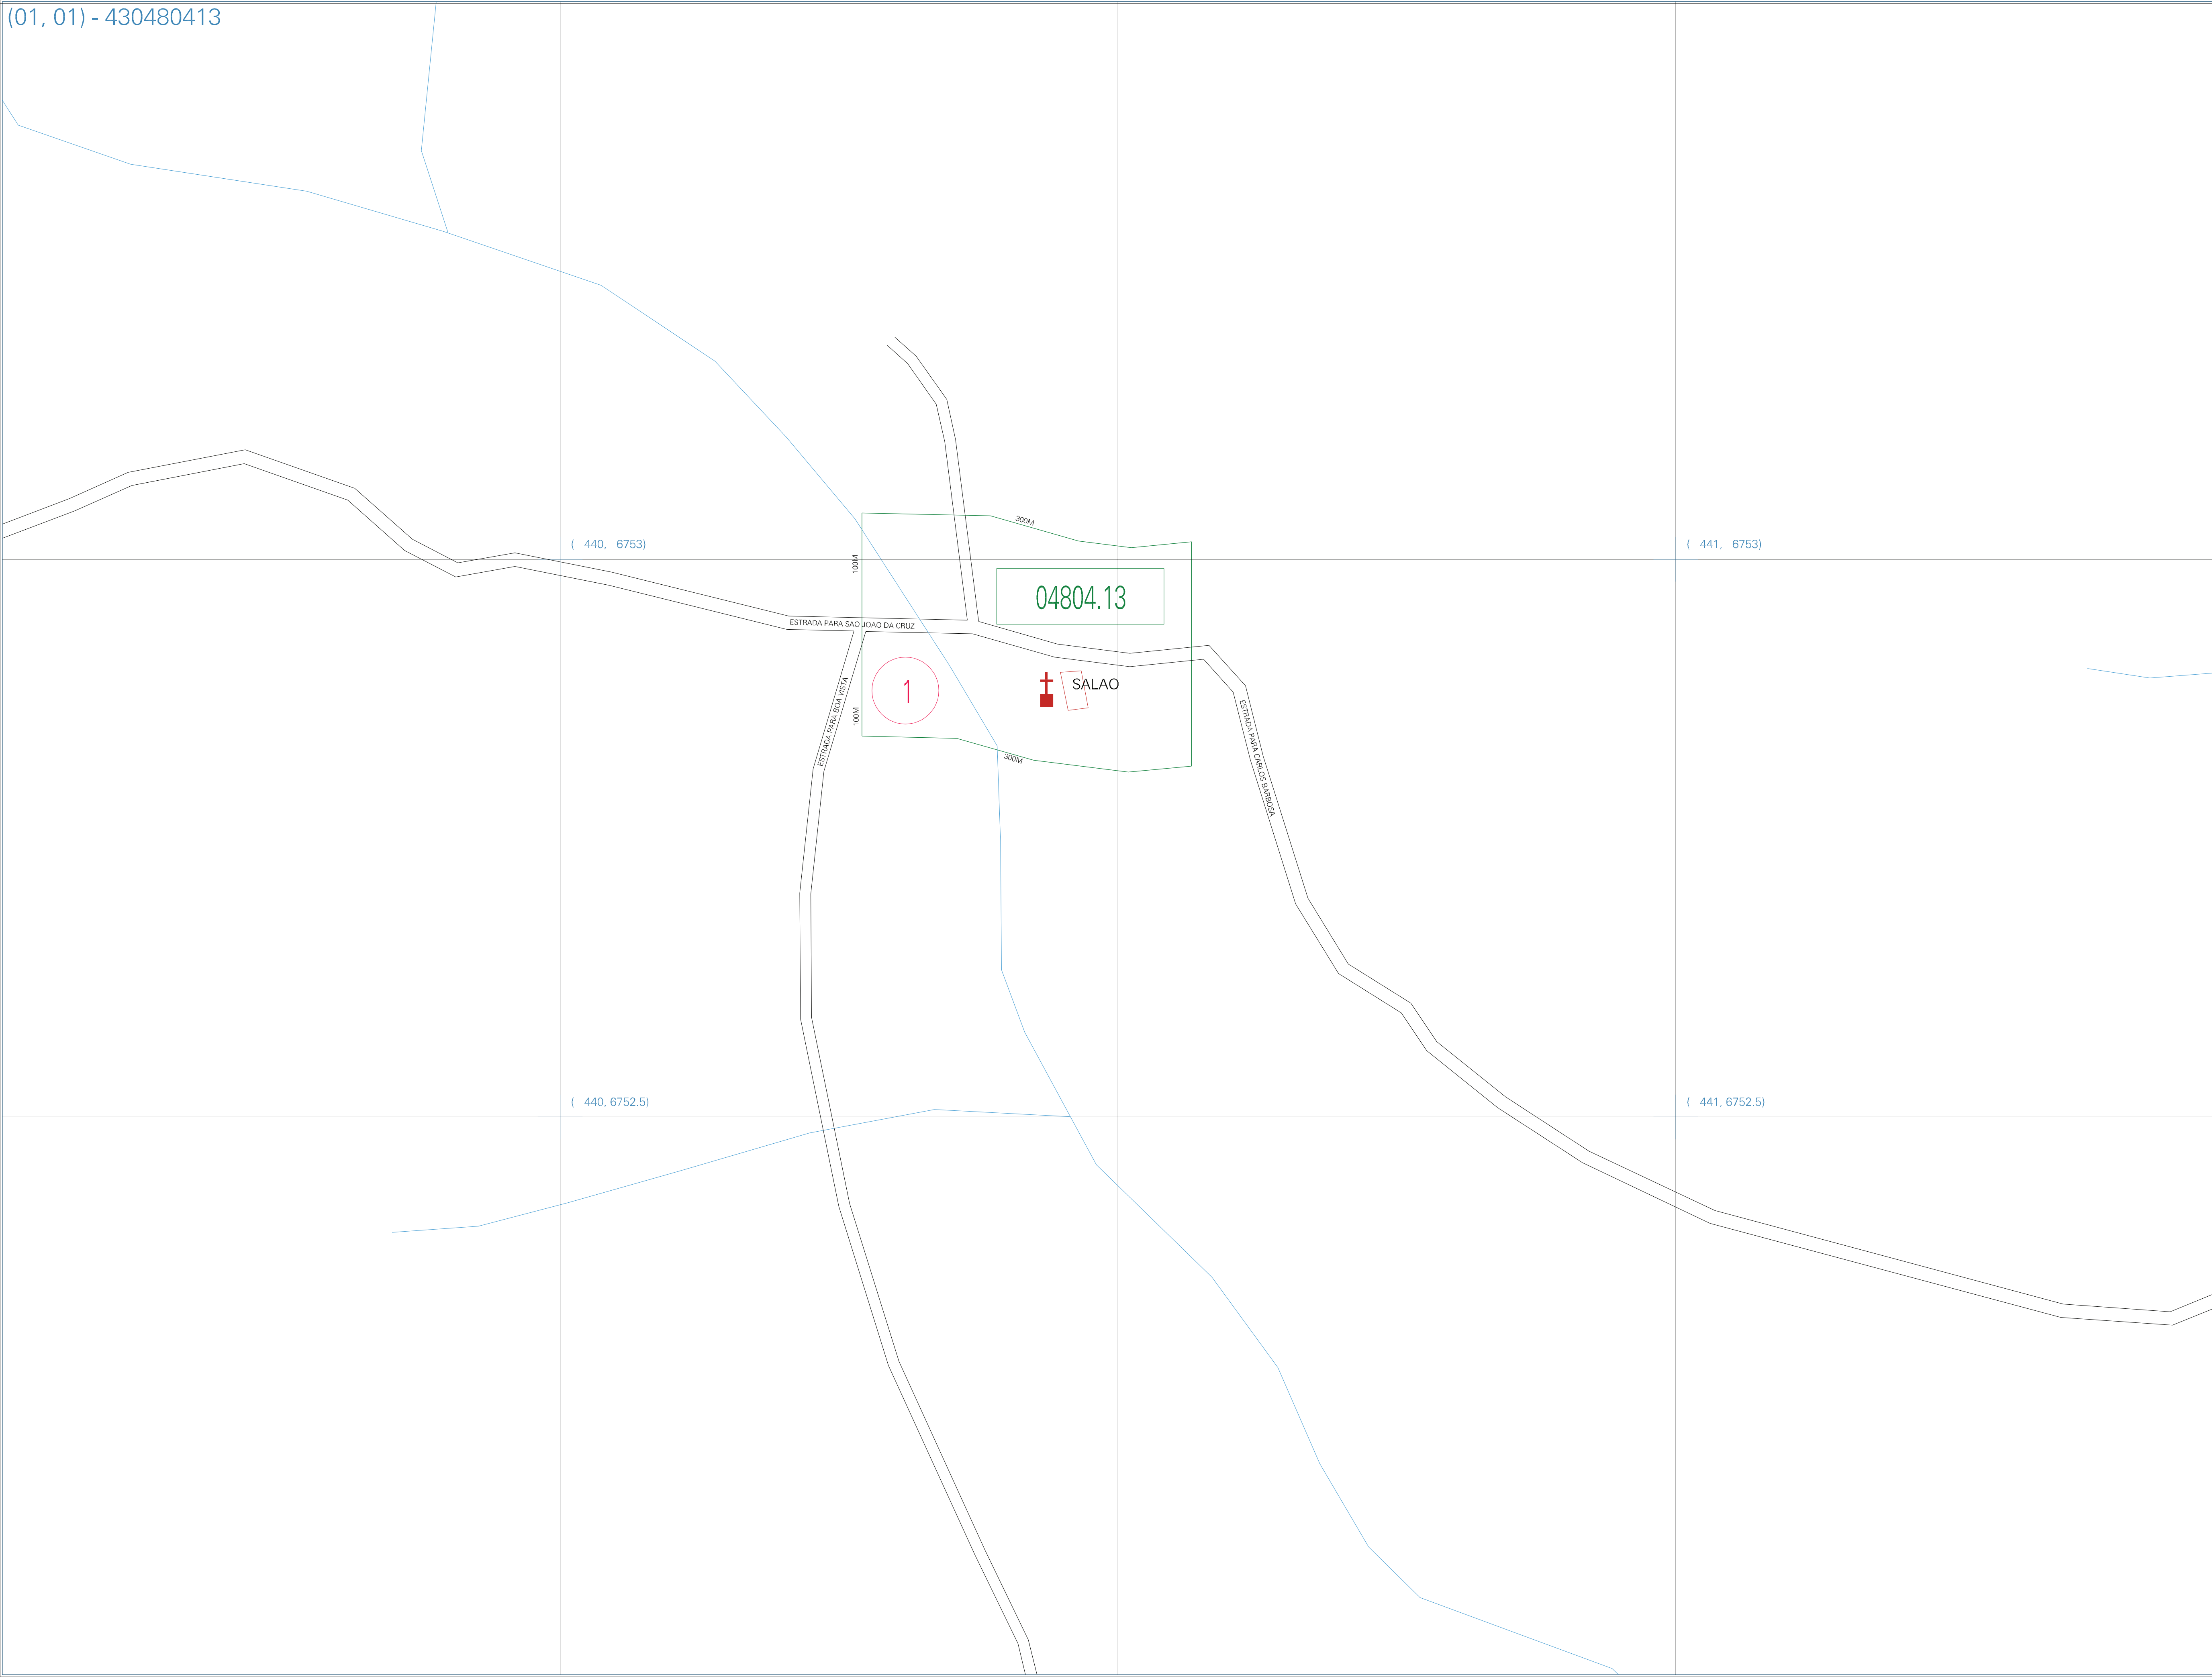 (01, 01) - 430480413
300M
( 440, 6753)
( 441, 6753)
100M
04804.13
ESTRADA PARA SAO JOAO DA CRUZ
1
SALAO
ESTRADA PARA BOA VISTA
100M
ESTRADA PARA CARLOS BARBOSA
300M
( 440, 6752.5)
( 441, 6752.5)